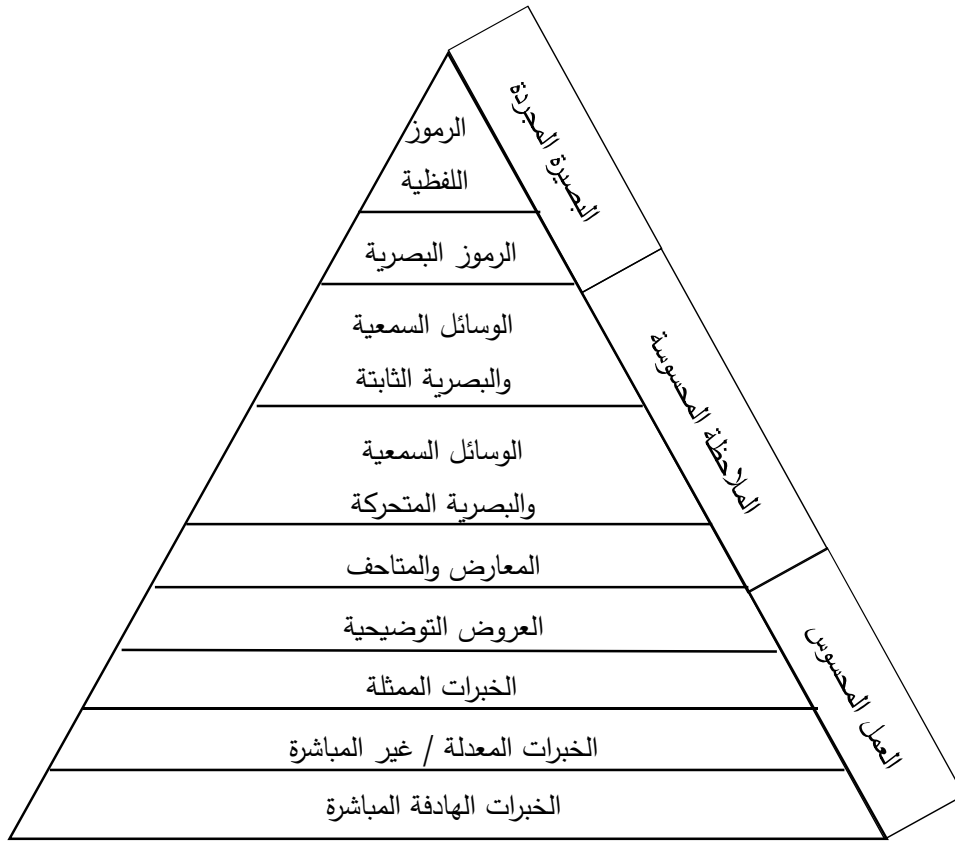 الرموز
اللفظية
الرموز البصرية
الوسائل السمعية
والبصرية الثابتة
الوسائل السمعية
والبصرية المتحركة
المعارض والمتاحف
العروض التوضيحية
الخبرات الممثلة
الخبرات المعدلة / غير المباشرة
الخبرات الهادفة المباشرة
البصيرة المجردة
الملاحظة المحسوسة
العمل المحسوس